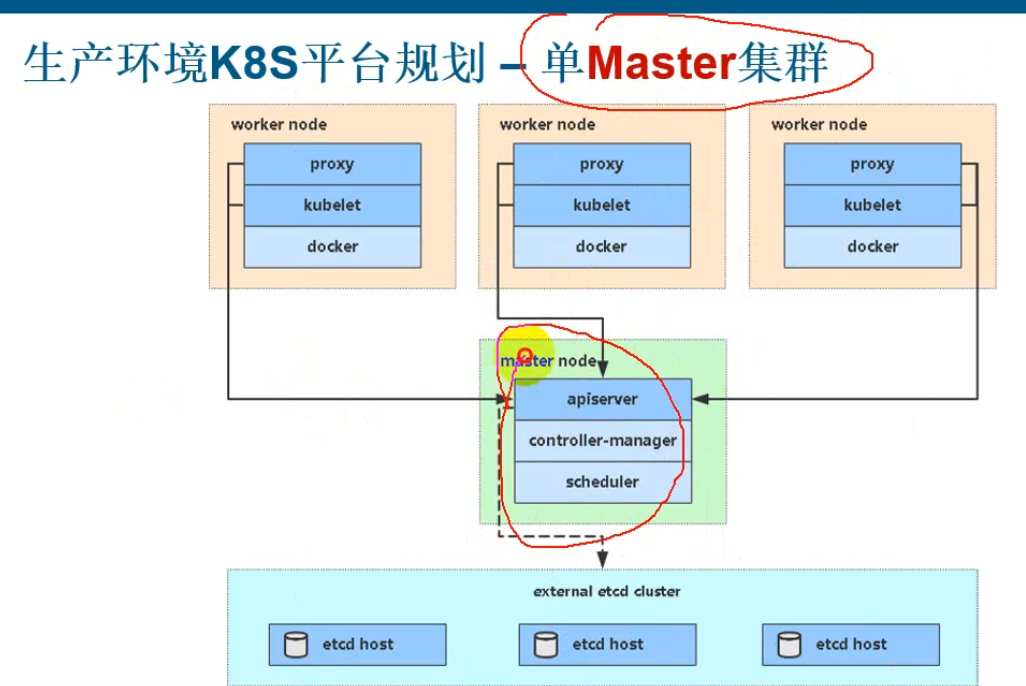 生产环境K8S平台规划 – 单Master集群
worker node
proxy
kubelet
docker
worker node
proxy
kubelet
docker
worker node
proxy
kubelet
docker
master node
apiserver
controller-manager
scheduler
external etcd cluster
etcd host
etcd host
etcd host